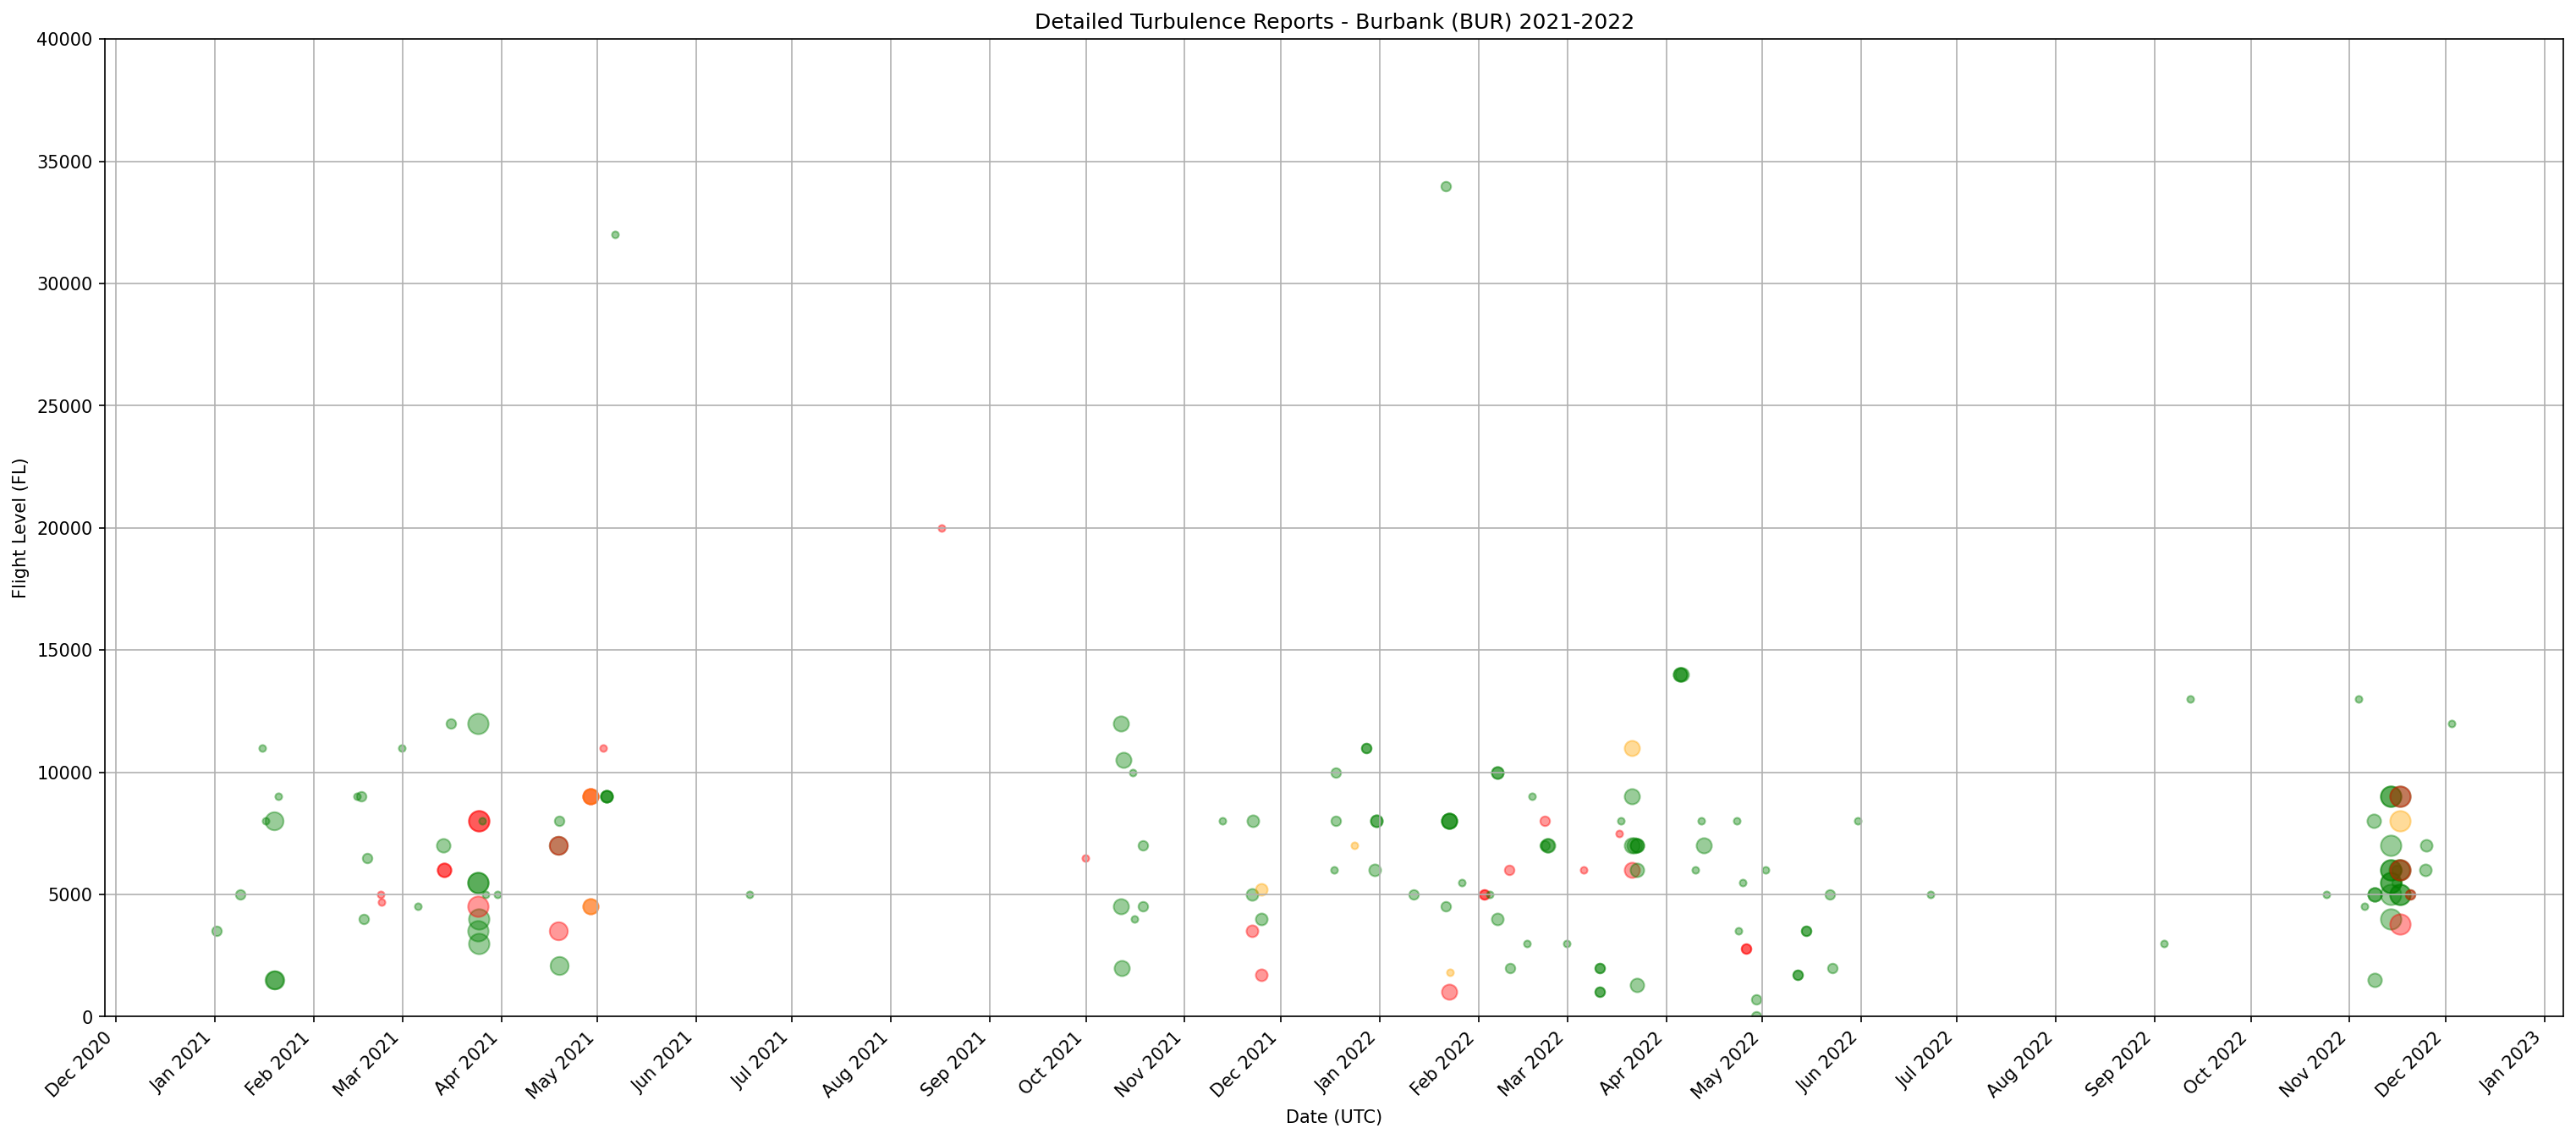 Detailed Turbulence Reports - Burbank (BUR) 2021-2022
40000
35000
30000
25000
20000
15000
10000
5000
0
Flight Level (FL)
Dec 2020
Jan 2021
Feb 2021
Mar 2021
Apr 2021
May 2021
Jun 2021
Jul 2021
Aug 2021
Sep 2021
Oct 2021
Nov 2021
Dec 2021
Jan 2022
Feb 2022
Mar 2022
Apr 2022
May 2022
Jun 2022
Jul 2022
Aug 2022
Sep 2022
Oct 2022
Nov 2022
Dec 2022
Jan 2023
Date (UTC)